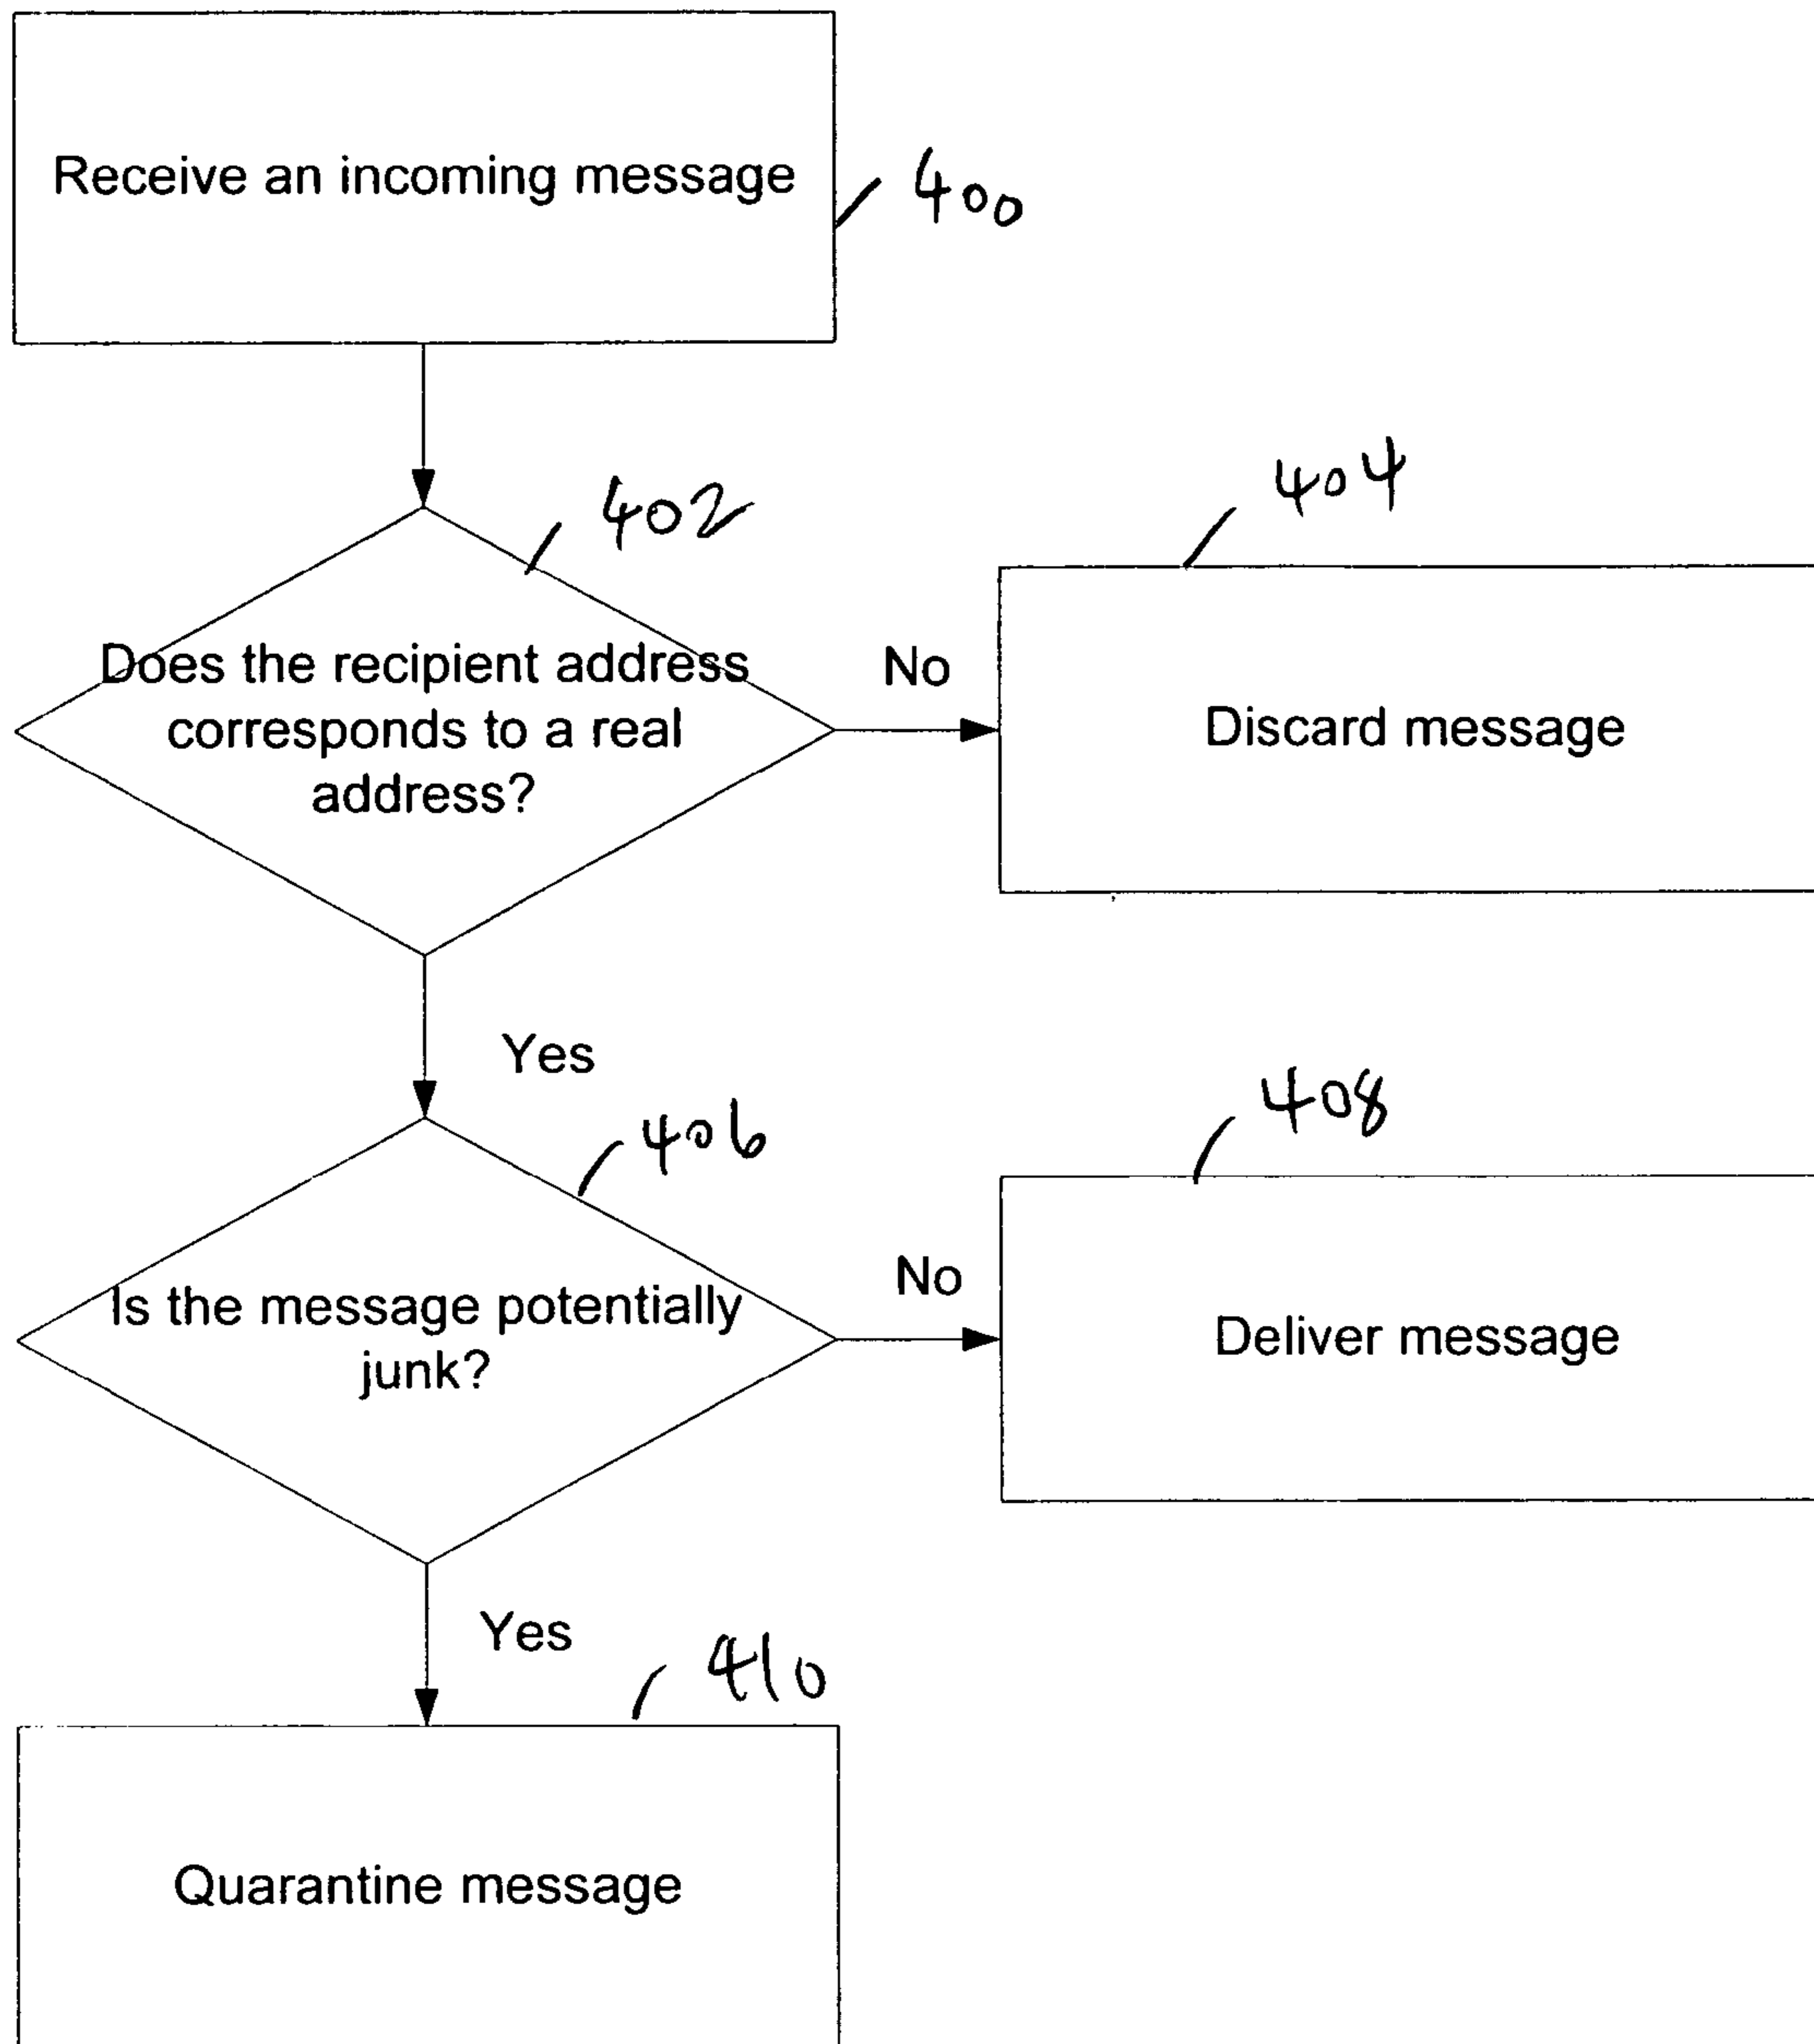 Receive an incoming message
400
402
404
Does the recipient address
corresponds to a real
address?
No
Discard message
Yes
406
408
Is the message potentially
junk?
No
Deliver message
Yes
410
Quarantine message